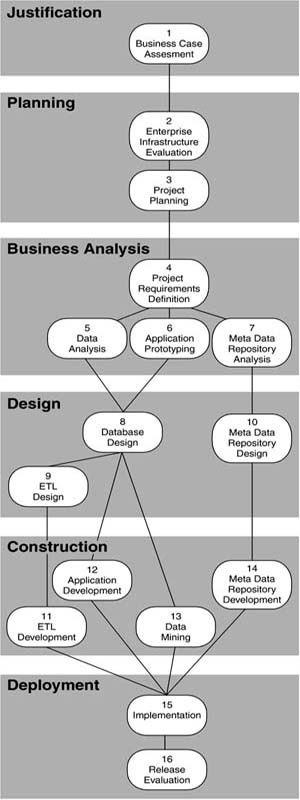 Justification
1
Business Case
Assesment
Planning
2
Enterprise
Infrastructure
Evaluation
3
Project
Planning
Business Analysis
4
Project
Requirements
Definition
5
Data
Analysis
6
Application
Prototyping
7
Meta Data
Repository
Analysis
Design
8
Database
Design
9
ETL
Design
10
Meta Data
Repository
Design
Construction
11
ETL
Development
12
Application
Development
13
Data
Mining
14
Meta Data
Repository
Development
Deployment
15
Implementation
16
Release
Evaluation